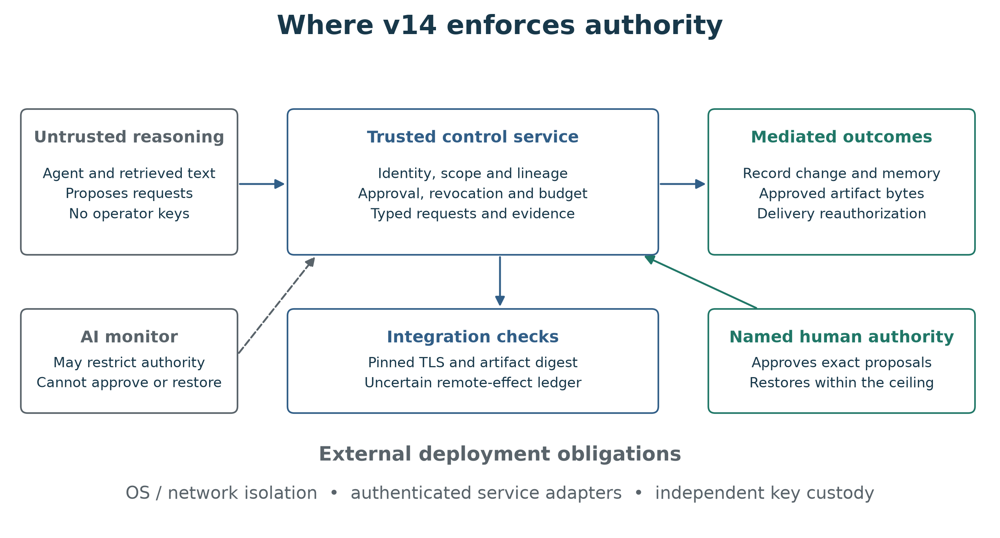 Where v14 enforces authority
Untrusted reasoning
Agent and retrieved text
Proposes requests
No operator keys
Trusted control service
Identity, scope and lineage
Approval, revocation and budget
Typed requests and evidence
Mediated outcomes
Record change and memory
Approved artifact bytes
Delivery reauthorization
AI monitor
May restrict authority
Cannot approve or restore
Integration checks
Pinned TLS and artifact digest
Uncertain remote-effect ledger
Named human authority
Approves exact proposals
Restores within the ceiling
External deployment obligations
OS / network isolation • authenticated service adapters • independent key custody